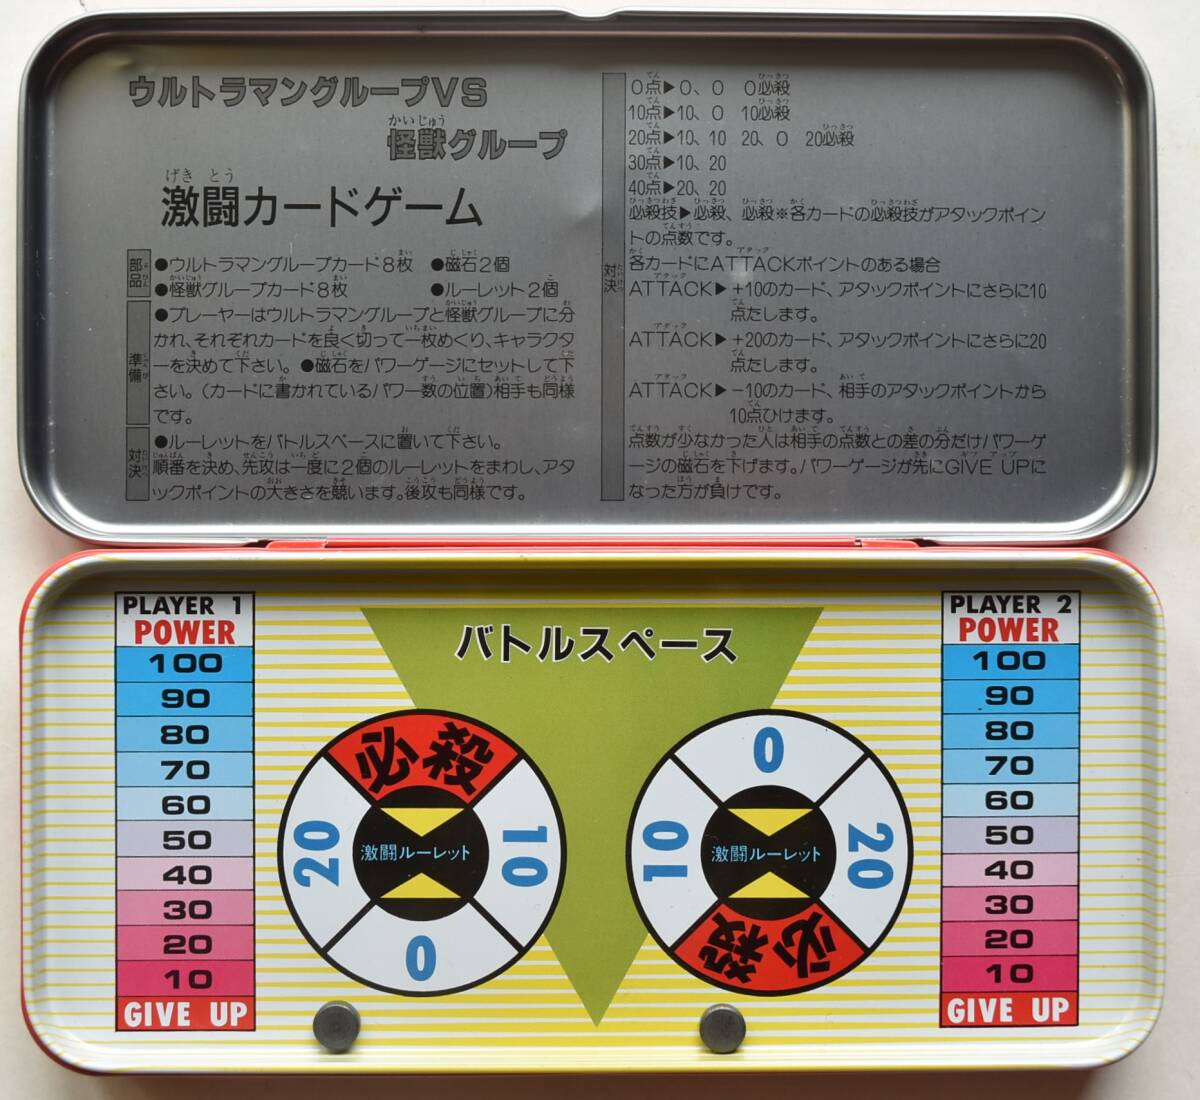 ウルトラマングループVS
怪獣グループ
激闘カードゲーム
部品
●ウルトラマングループカード8枚 ●磁石2個
●怪獣グループカード8枚 ●ルーレット2個
準備
●プレーヤーはウルトラマングループと怪獣グループに分
かれ、それぞれカードを良く切って一枚めくり、キャラクタ
ーを決めて下さい。●磁石をパワーゲージにセットして下
さい。(カードに書かれているパワー数の位置)相手も同様
です。
対決
●ルーレットをバトルスペースに置いて下さい。
順番を決め、先攻は一度に2個のルーレットをまわし、アタ
ックポイントの大きさを競います。後攻も同様です。
対決
0点▶0、0 0必殺
10点▶10、0 10必殺
20点▶10、10 20、0 20必殺
30点▶10、20
40点▶20、20
必殺技▶必殺、必殺※各カードの必殺技がアタックポイン
トの点数です。
各カードにATTACKポイントのある場合
ATTACK▶+10のカード、アタックポイントにさらに10
点たします。
ATTACK▶+20のカード、アタックポイントにさらに20
点たします。
ATTACK▶−10のカード、相手のアタックポイントから
10点ひけます。
点数が少なかった人は相手の点数との差の分だけパワーゲ
ージの磁石を下げます。パワーゲージが先にGIVE UPに
なった方が負けです。
PLAYER 1
POWER
100
90
80
70
60
50
40
30
20
10
GIVE UP
バトルスペース
必殺
20
10
激闘ルーレット
0
0
10
20
激闘ルーレット
必殺
PLAYER 2
POWER
100
90
80
70
60
50
40
30
20
10
GIVE UP